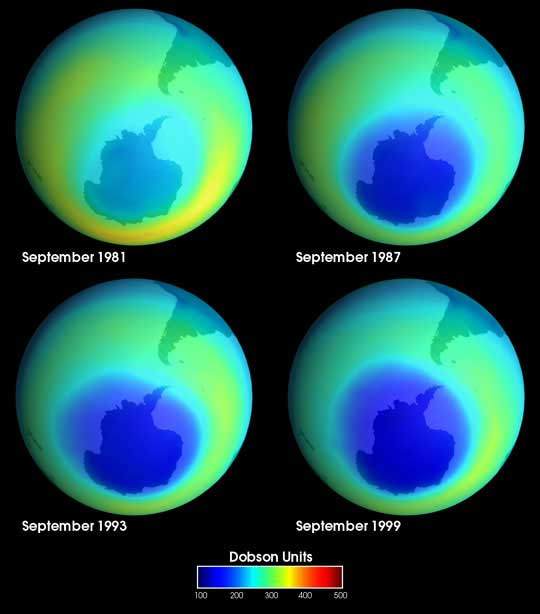 September 1981
September 1987
September 1993
September 1999
Dobson Units
100 200 300 400 500